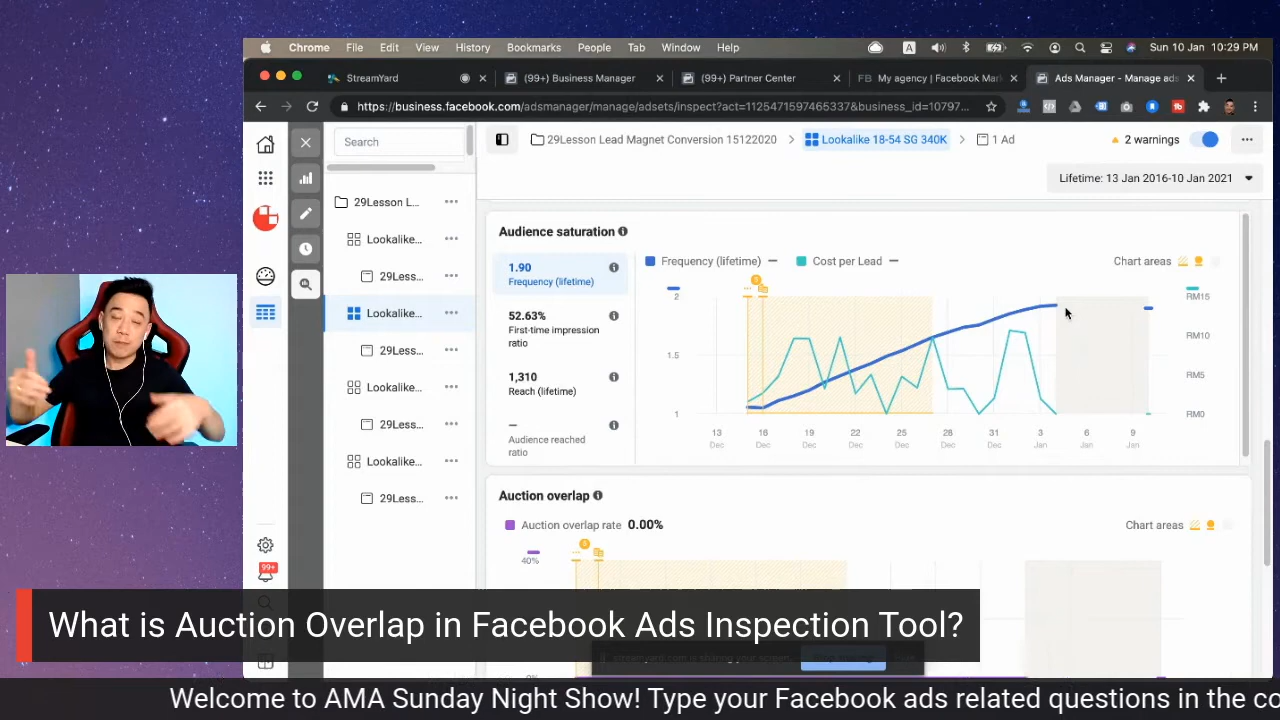 Chrome File Edit View History Bookmarks People Tab Window Help A Sun 10 Jan 10:29 PM
StreamYard (99+) Business Manager (99+) Partner Center FB My agency | Facebook Mar Ads Manager - Manage ads
https://business.facebook.com/adsmanager/manage/adsets/inspect?act=1125471597465337&business_id=10797...
Search
29Lesson Lead Magnet Conversion 15122020 > Lookalike 18-54 SG 340K > 1 Ad 2 warnings
Lifetime: 13 Jan 2016-10 Jan 2021
29Lesson L...
Lookalike...
29Less...
Lookalike...
29Less...
Lookalike...
29Less...
Lookalike...
29Less...
99+
Audience saturation
1.90
Frequency (lifetime)
52.63%
First-time impression
ratio
1,310
Reach (lifetime)
—
Audience reached
ratio
Frequency (lifetime) — Cost per Lead — Chart areas
2 RM15
RM10
1.5
RM5
1 RM0
13 16 19 22 25 28 31 3 6 9
Dec Dec Dec Dec Dec Dec Dec Jan Jan Jan
Auction overlap
Auction overlap rate 0.00% Chart areas
40%
What is Auction Overlap in Facebook Ads Inspection Tool?
Welcome to AMA Sunday Night Show! Type your Facebook ads related questions in the co